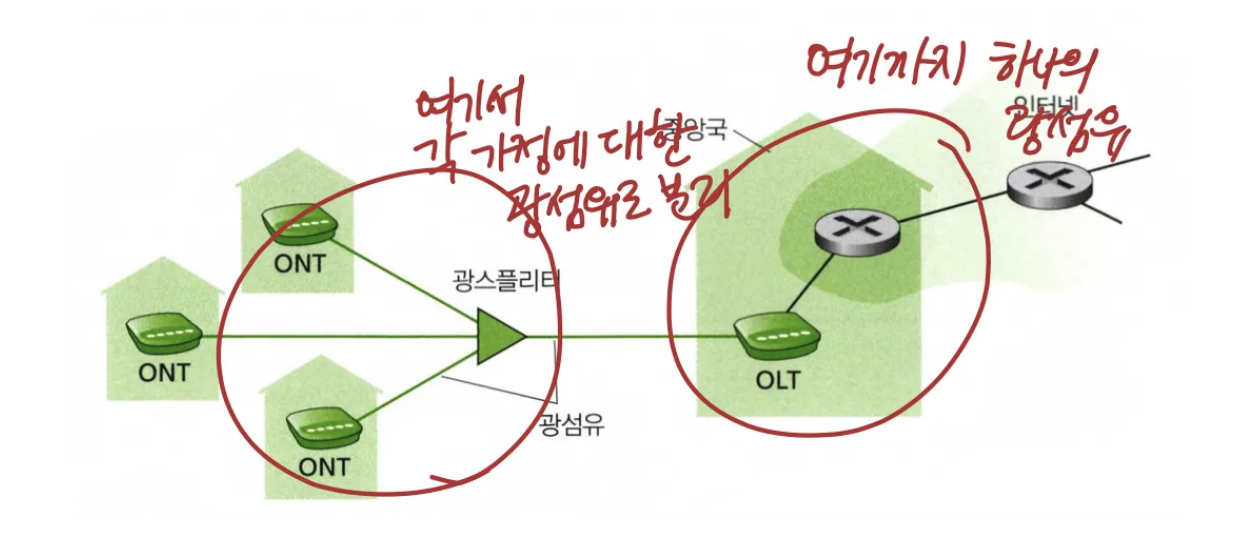 여기까지 하나의
광섬유
인터넷
여기서
각 가정에 대한
광섬유로 분리
중앙국
ONT
광스플리터
ONT
OLT
광섬유
ONT